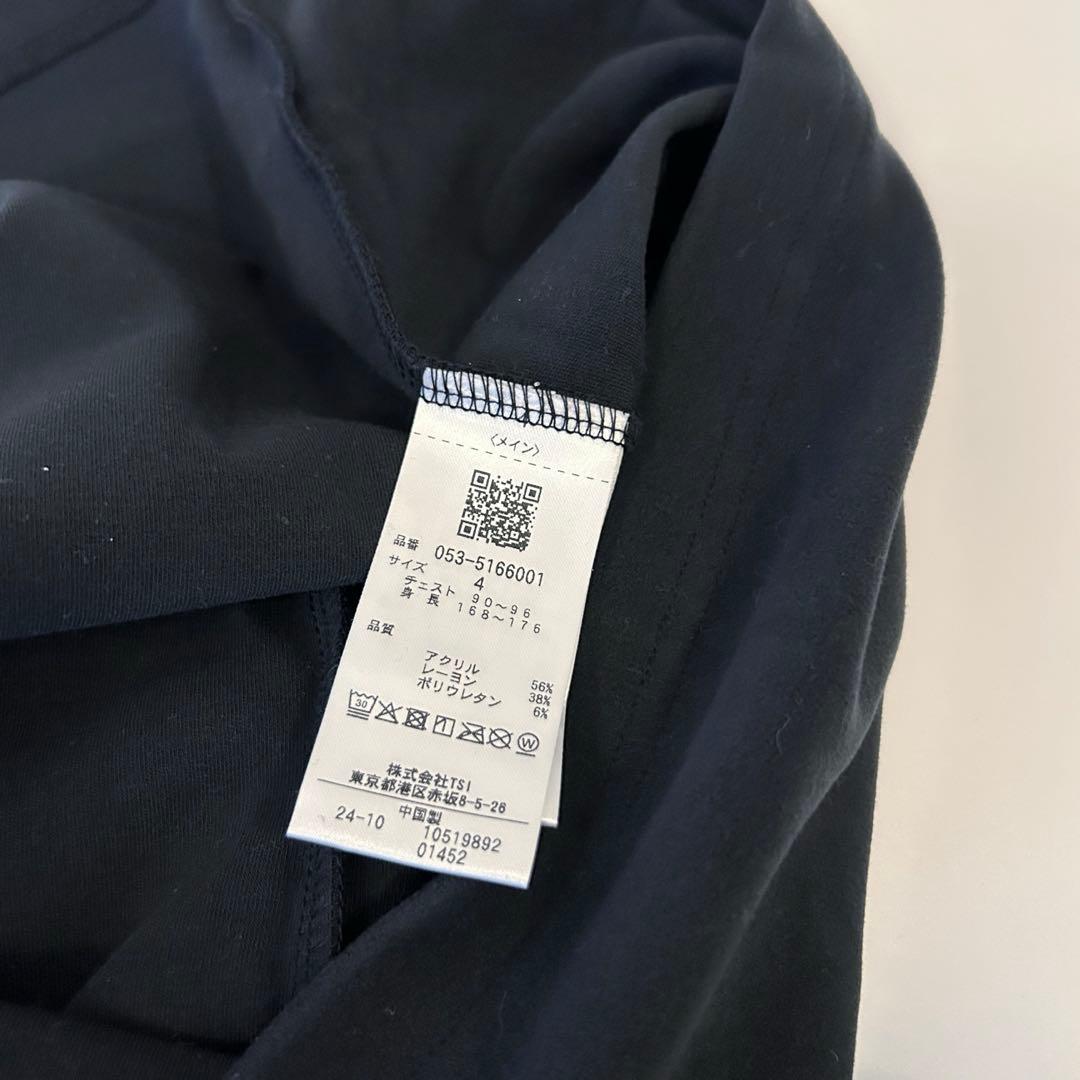 〈メイン〉
品番 053-5166001
サイズ 4
チェスト 90～96
身長 168～176
品質
アクリル 56%
レーヨン 38%
ポリウレタン 6%
30 W
株式会社TSI
東京都港区赤坂8-5-26
中国製
24-10 10519892
01452